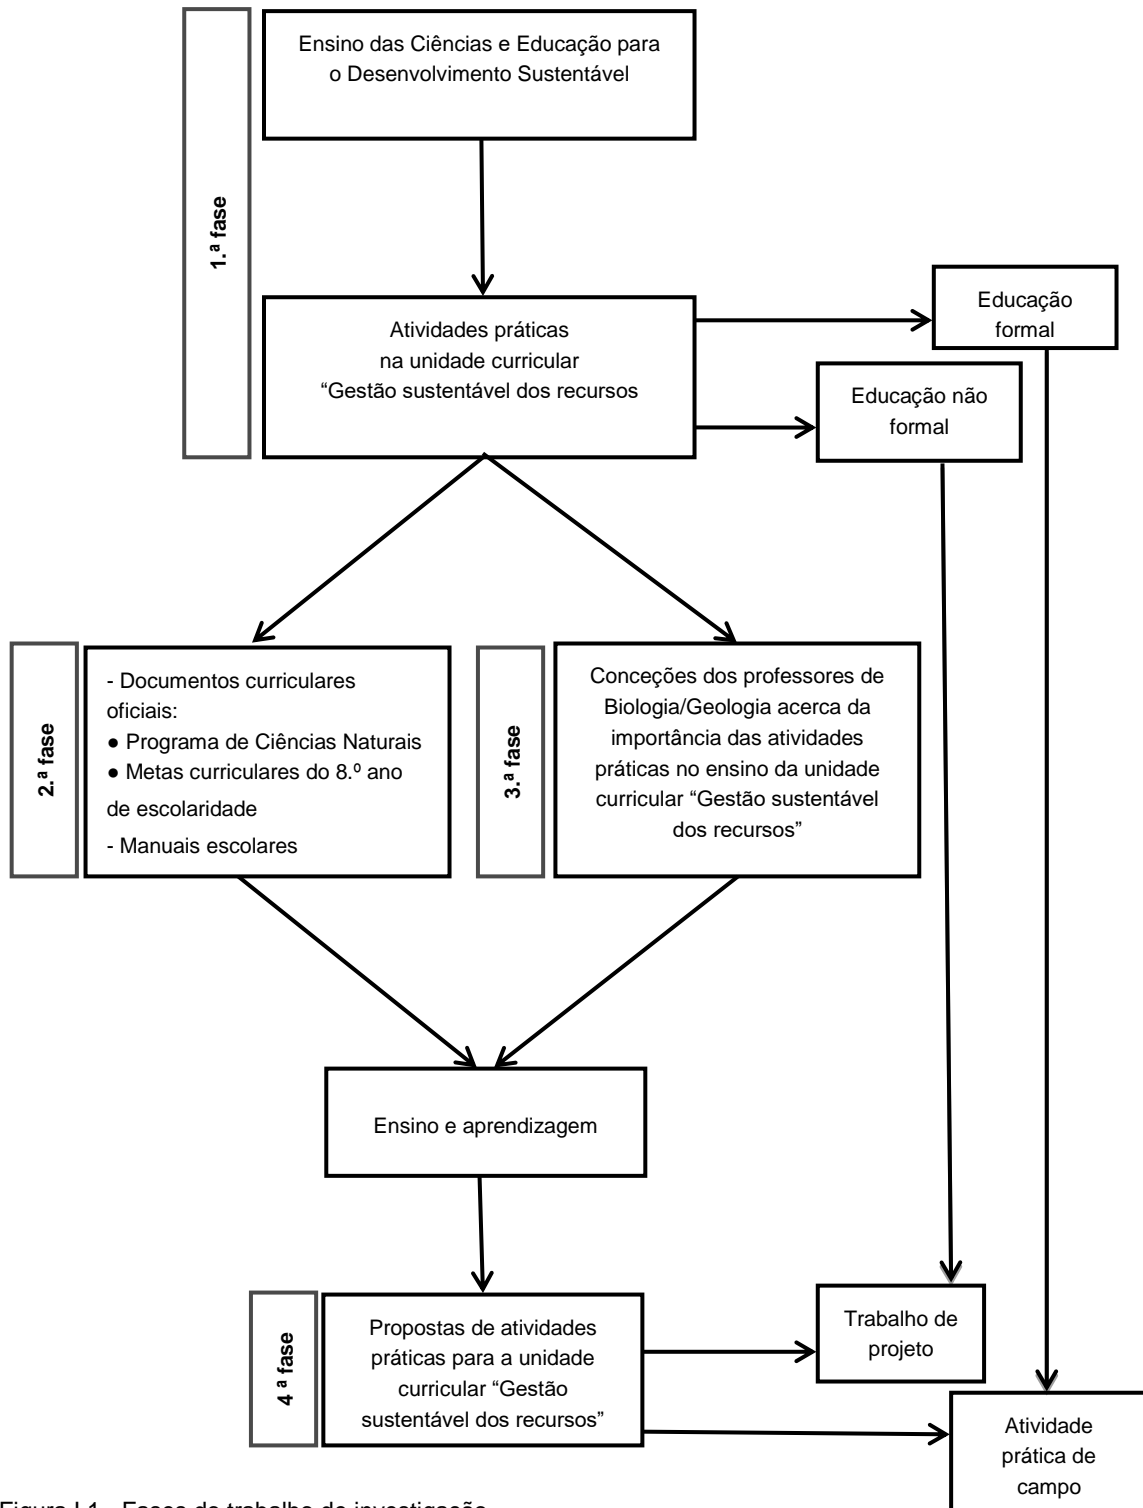 1.ª fase
Ensino das Ciências e Educação para
o Desenvolvimento Sustentável
Atividades práticas
na unidade curricular
“Gestão sustentável dos recursos
Educação
formal
Educação não
formal
2.ª fase
- Documentos curriculares
oficiais:
● Programa de Ciências Naturais
● Metas curriculares do 8.º ano
de escolaridade
- Manuais escolares
3.ª fase
Conceções dos professores de
Biologia/Geologia acerca da
importância das atividades
práticas no ensino da unidade
curricular “Gestão sustentável
dos recursos”
Ensino e aprendizagem
4 ª fase
Propostas de atividades
práticas para a unidade
curricular “Gestão
sustentável dos recursos”
Trabalho de
projeto
Atividade
prática de
campo